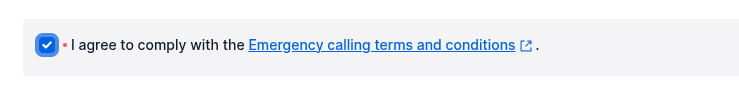 I agree to comply with the Emergency calling terms and conditions.